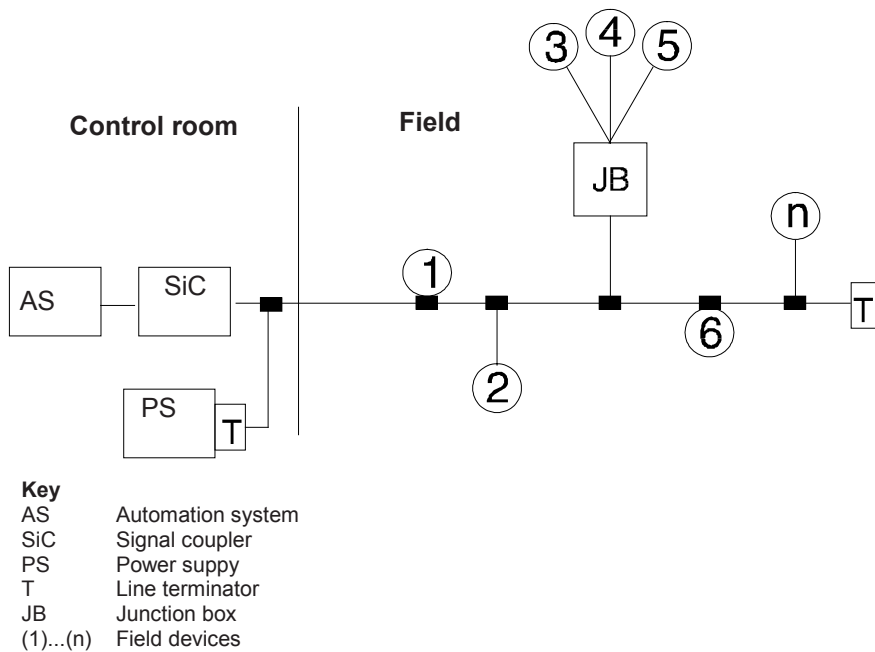 3 4 5
Control room Field
JB
n
1
AS SiC
T
6
2
PS
T
Key
AS Automation system
SiC Signal coupler
PS Power suppy
T Line terminator
JB Junction box
(1)...(n) Field devices